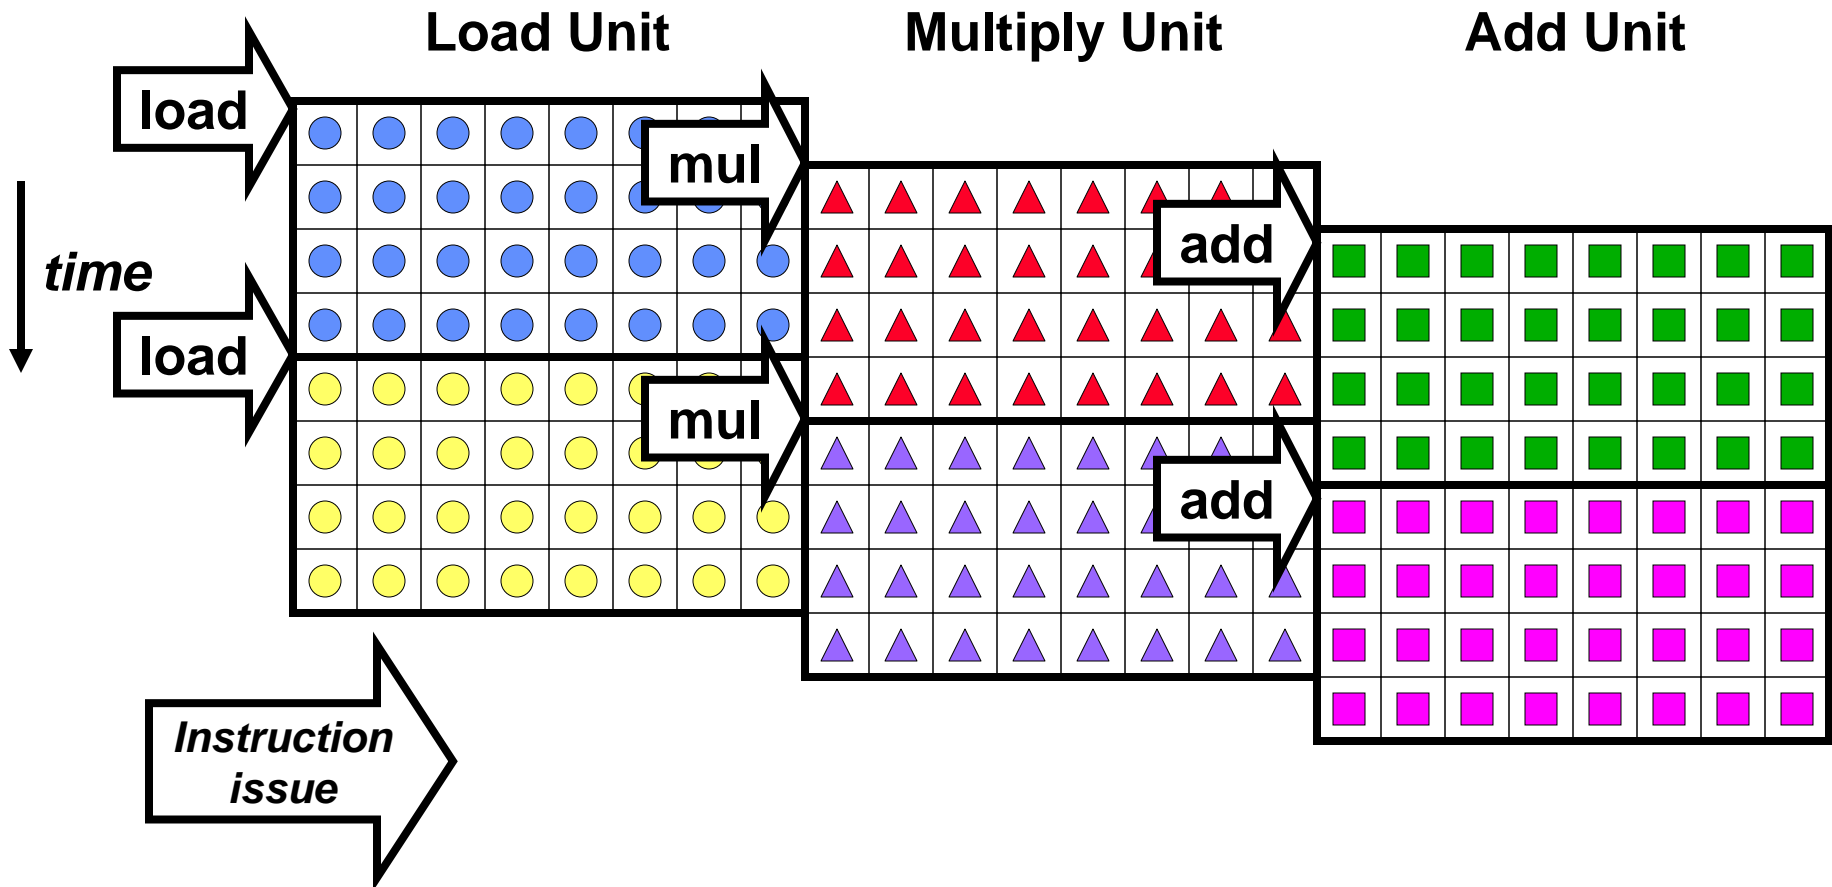 Load Unit
Multiply Unit
Add Unit
load
mul
add
time
load
mul
add
Instruction
issue